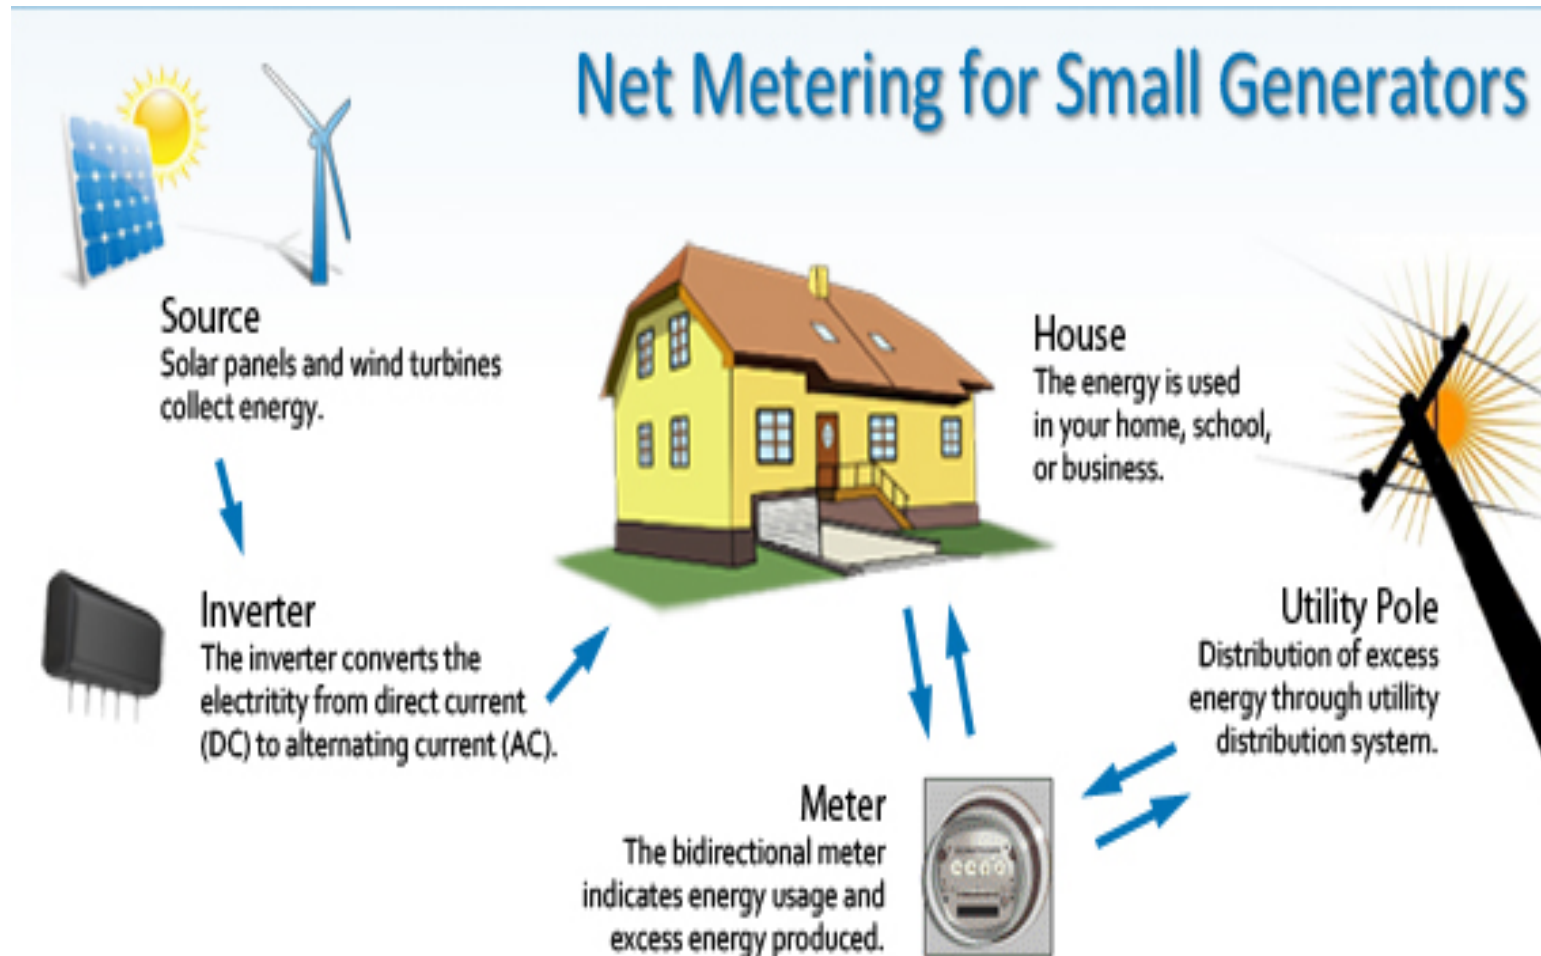 Net Metering for Small Generators
Source
Solar panels and wind turbines
collect energy.
House
The energy is used
in your home, school,
or business.
Inverter
The inverter converts the
electritity from direct current
(DC) to alternating current (AC).
Utility Pole
Distribution of excess
energy through utillity
distribution system.
Meter
The bidirectional meter
indicates energy usage and
excess energy produced.